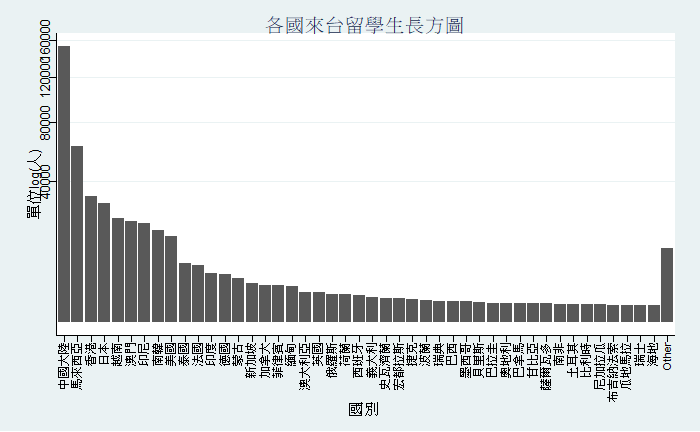 各國來台留學生長方圖
單位log(人)
160000
120000
80000
40000
中國大陸
馬來西亞
香港
日本
越南
澳門
印尼
南韓
美國
泰國
法國
印度
德國
蒙古
新加坡
加拿大
菲律賓
緬甸
澳大利亞
英國
俄羅斯
荷蘭
西班牙
義大利
史瓦濟蘭
宏都拉斯
捷克
波蘭
瑞典
巴西
墨西哥
貝里斯
巴拉圭
奧地利
巴拿馬
甘比亞
薩爾瓦多
南非
土耳其
比利時
尼加拉瓜
布吉納法索
瓜地馬拉
瑞士
海地
Other
國別